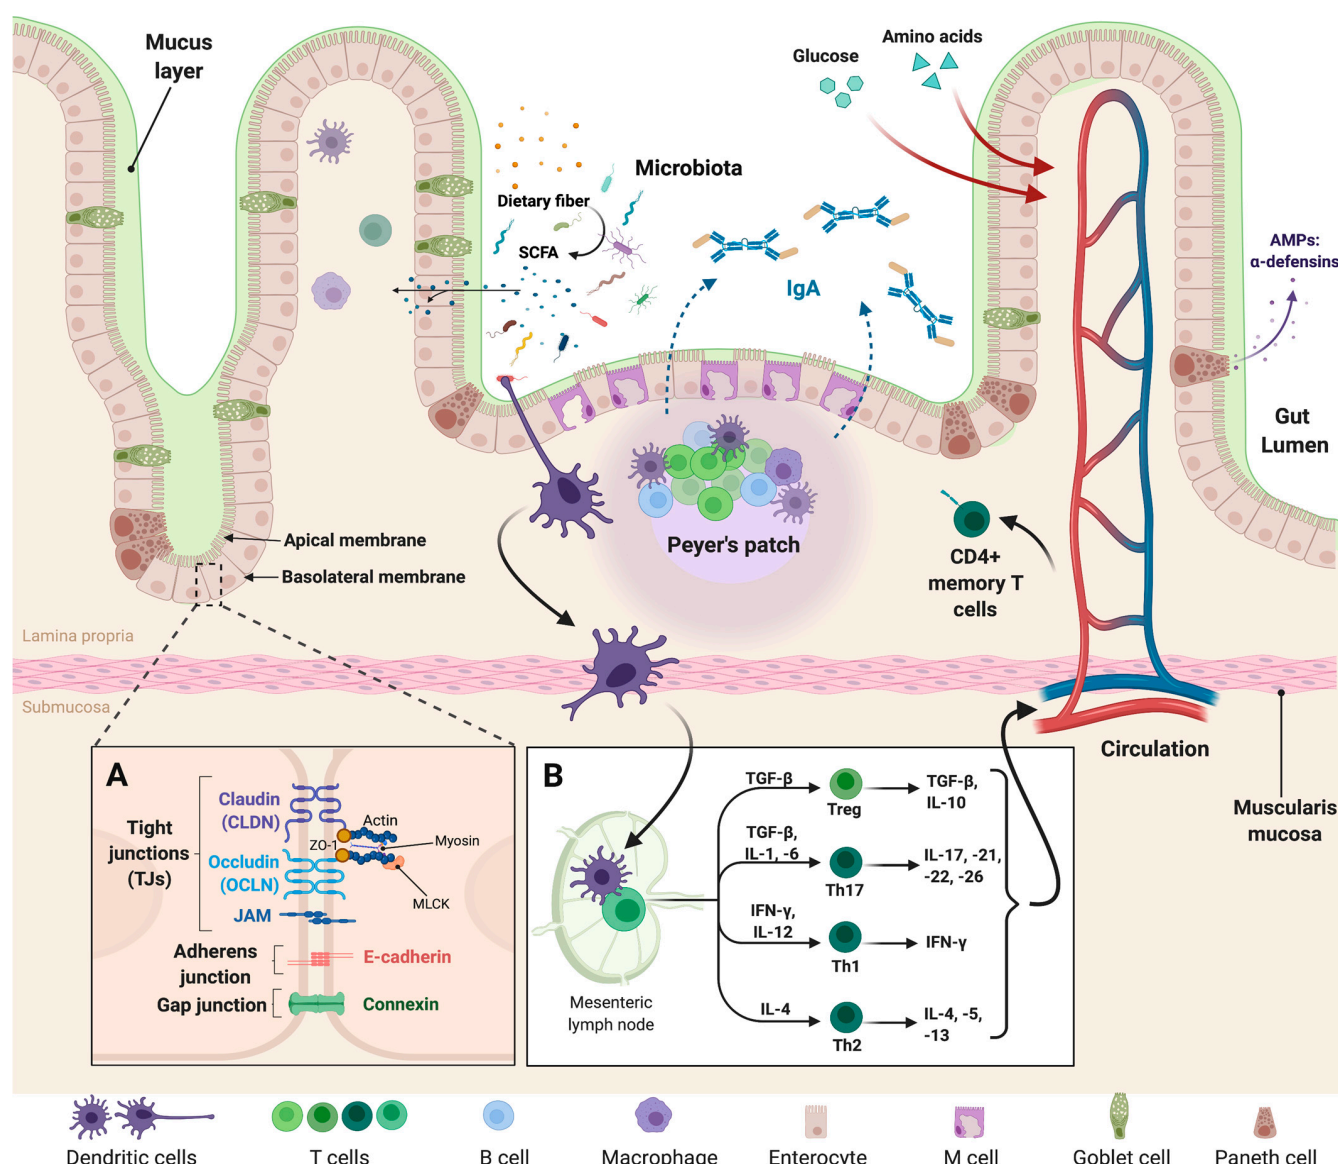 Mucus
layer
Glucose
Amino acids
Microbiota
Dietary fiber
SCFA
IgA
AMPs:
α-defensins
Gut
Lumen
Peyer's patch
CD4+
memory T
cells
Apical membrane
Basolateral membrane
Lamina propria
Submucosa
Circulation
Muscularis
mucosa
A
Tight
junctions
(TJs)
Claudin
(CLDN)
Occludin
(OCLN)
JAM
ZO-1
Actin
Myosin
MLCK
Adherens
junction
E-cadherin
Gap junction
Connexin
B
Mesenteric
lymph node
TGF-β
Treg
TGF-β,
IL-10
TGF-β,
IL-1, -6
Th17
IL-17, -21,
-22, -26
IFN-γ,
IL-12
Th1
IFN-γ
IL-4
Th2
IL-4, -5,
-13
Dendritic cells
T cells
B cell
Macrophage
Enterocyte
M cell
Goblet cell
Paneth cell